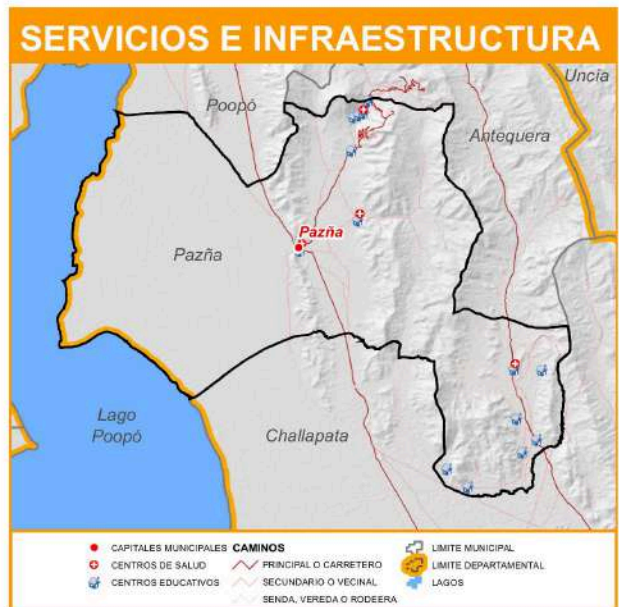 SERVICIOS E INFRAESTRUCTURA
Uncía
Poopó
Antequera
Pazña
Pazña
Lago
Poopó
Challapata
CAPITALES MUNICIPALES
CENTROS DE SALUD
CENTROS EDUCATIVOS
CAMINOS
PRINCIPAL O CARRETERO
SECUNDARIO O VECINAL
SENDA, VEREDA O RODEERA
LIMITE MUNICIPAL
LIMITE DEPARTAMENTAL
LAGOS